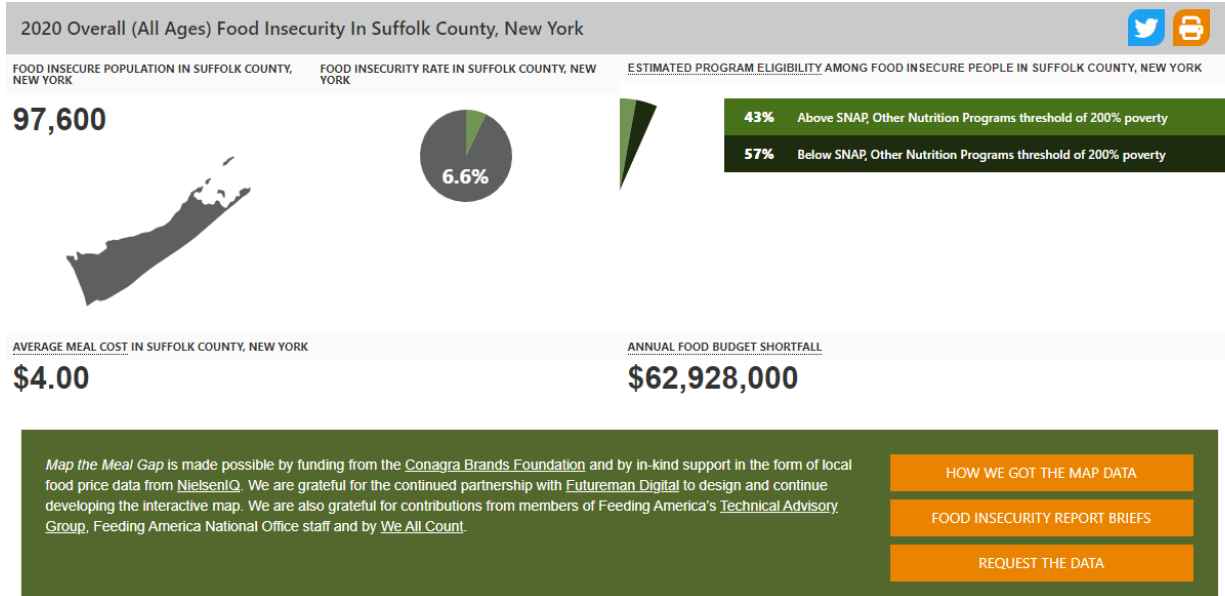 2020 Overall (All Ages) Food Insecurity In Suffolk County, New York
FOOD INSECURE POPULATION IN SUFFOLK COUNTY,
NEW YORK
97,600
FOOD INSECURITY RATE IN SUFFOLK COUNTY, NEW
YORK
6.6%
ESTIMATED PROGRAM ELIGIBILITY AMONG FOOD INSECURE PEOPLE IN SUFFOLK COUNTY, NEW YORK
43% Above SNAP, Other Nutrition Programs threshold of 200% poverty
57% Below SNAP, Other Nutrition Programs threshold of 200% poverty
AVERAGE MEAL COST IN SUFFOLK COUNTY, NEW YORK
$4.00
ANNUAL FOOD BUDGET SHORTFALL
$62,928,000
Map the Meal Gap is made possible by funding from the Conagra Brands Foundation and by in-kind support in the form of local
food price data from NielsenIQ. We are grateful for the continued partnership with Futureman Digital to design and continue
developing the interactive map. We are also grateful for contributions from members of Feeding America's Technical Advisory
Group, Feeding America National Office staff and by We All Count.
HOW WE GOT THE MAP DATA
FOOD INSECURITY REPORT BRIEFS
REQUEST THE DATA